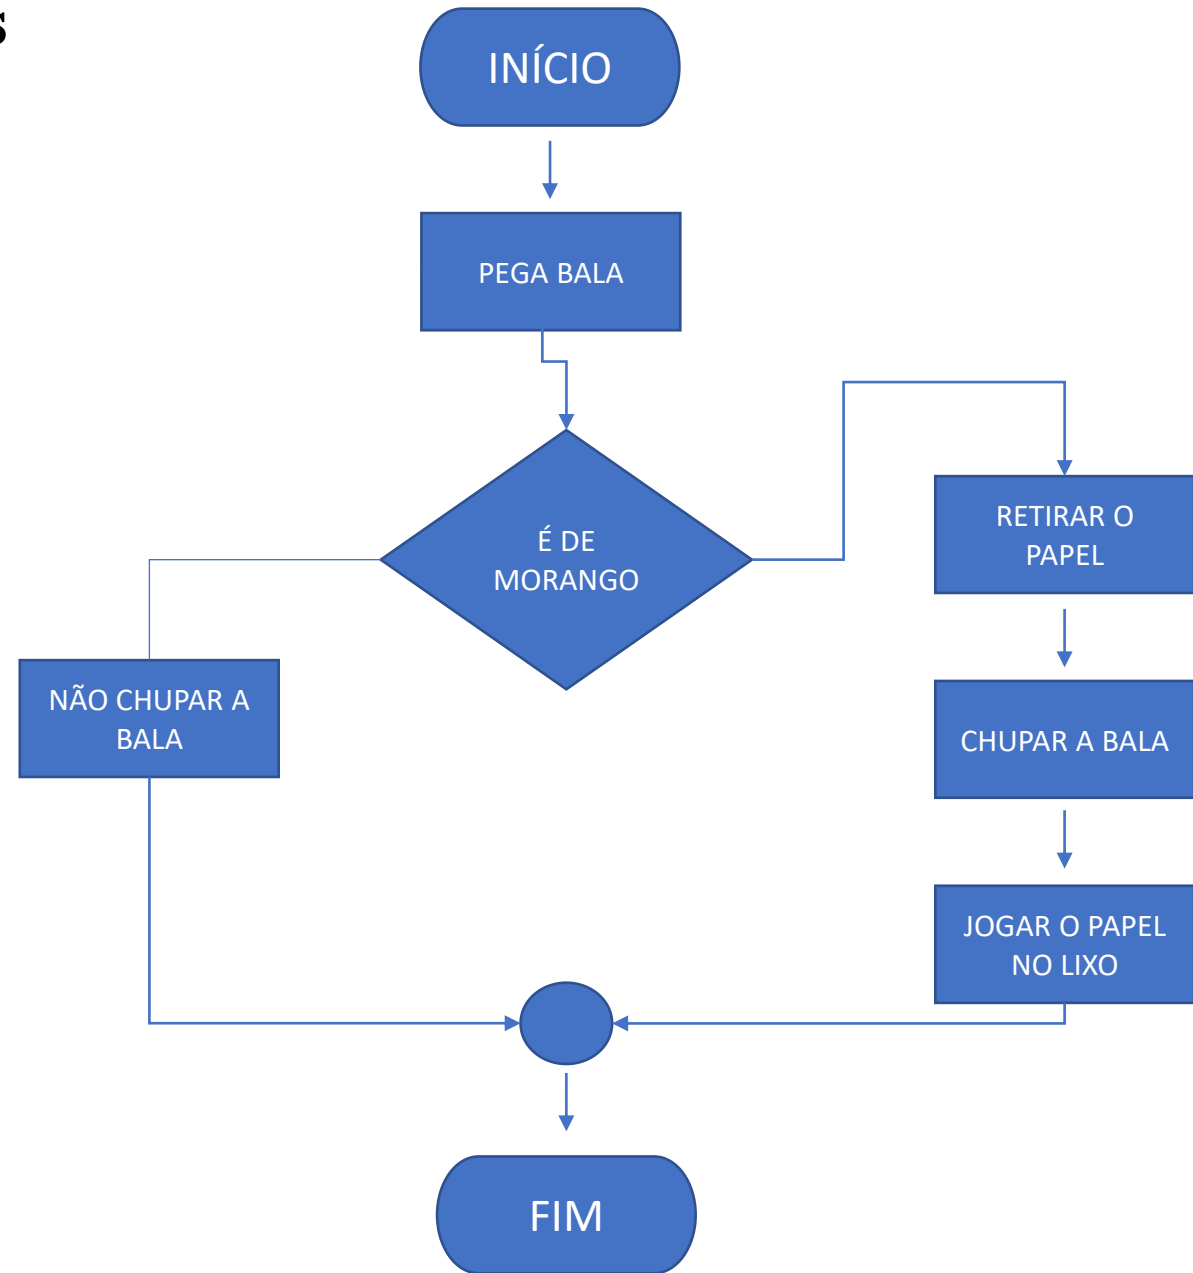 INÍCIO
PEGA BALA
É DE
MORANGO
RETIRAR O
PAPEL
NÃO CHUPAR A
BALA
CHUPAR A BALA
JOGAR O PAPEL
NO LIXO
FIM